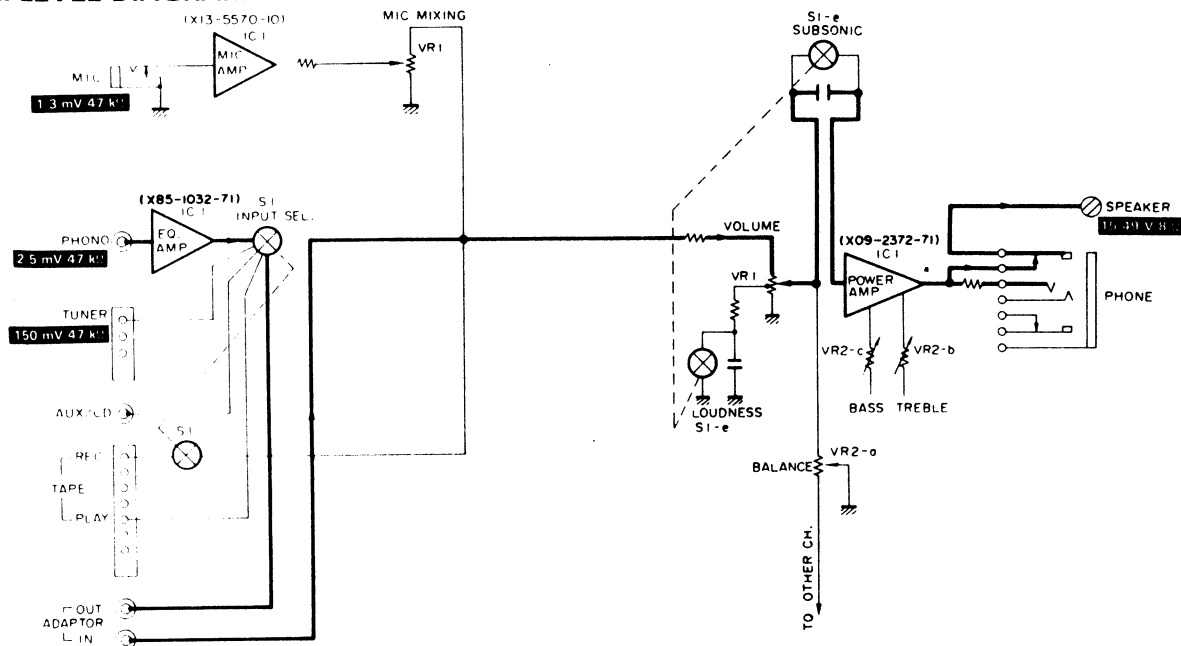 (X13-5570-10)
IC1
MIC AMP
MIC MIXING
VR1
MIC
1.3 mV 47 kΩ
S1-e
SUBSONIC
(X85-1032-71)
IC1
EQ. AMP
S1
INPUT SEL.
PHONO
2.5 mV 47 kΩ
TUNER
150 mV 47 kΩ
AUX/CD
S1
REC
TAPE
PLAY
OUT
ADAPTOR
IN
VOLUME
VR1
LOUDNESS
S1-e
(X09-2372-71)
IC1
POWER AMP
VR2-c
VR2-b
BASS TREBLE
SPEAKER
15.49 V 8Ω
PHONE
BALANCE
VR2-a
TO OTHER CH.